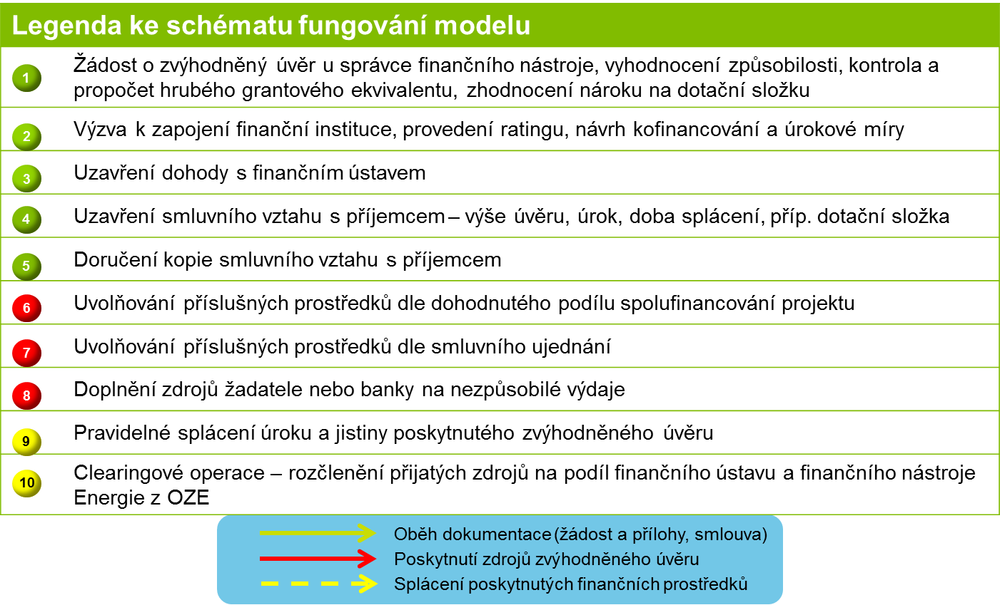 Legenda ke schématu fungování modelu
1
Žádost o zvýhodněný úvěr u správce finančního nástroje, vyhodnocení způsobilosti, kontrola a
propočet hrubého grantového ekvivalentu, zhodnocení nároku na dotační složku
2
Výzva k zapojení finanční instituce, provedení ratingu, návrh kofinancování a úrokové míry
3
Uzavření dohody s finančním ústavem
4
Uzavření smluvního vztahu s příjemcem – výše úvěru, úrok, doba splácení, příp. dotační složka
5
Doručení kopie smluvního vztahu s příjemcem
6
Uvolňování příslušných prostředků dle dohodnutého podílu spolufinancování projektu
7
Uvolňování příslušných prostředků dle smluvního ujednání
8
Doplnění zdrojů žadatele nebo banky na nezpůsobilé výdaje
9
Pravidelné splácení úroku a jistiny poskytnutého zvýhodněného úvěru
10
Clearingové operace – rozčlenění přijatých zdrojů na podíl finančního ústavu a finančního nástroje
Energie z OZE
Oběh dokumentace (žádost a přílohy, smlouva)
Poskytnutí zdrojů zvýhodněného úvěru
Splácení poskytnutých finančních prostředků